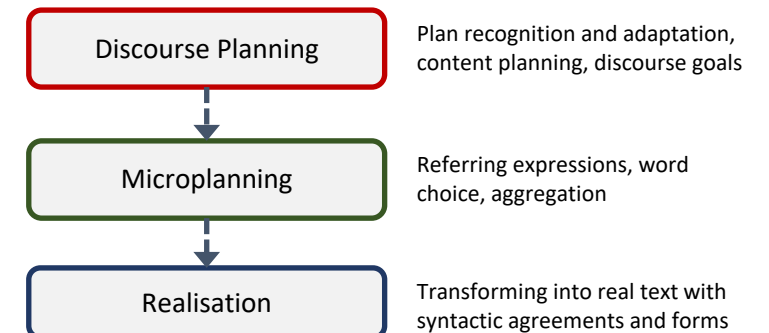 Discourse Planning
Plan recognition and adaptation,
content planning, discourse goals
Microplanning
Referring expressions, word
choice, aggregation
Realisation
Transforming into real text with
syntactic agreements and forms